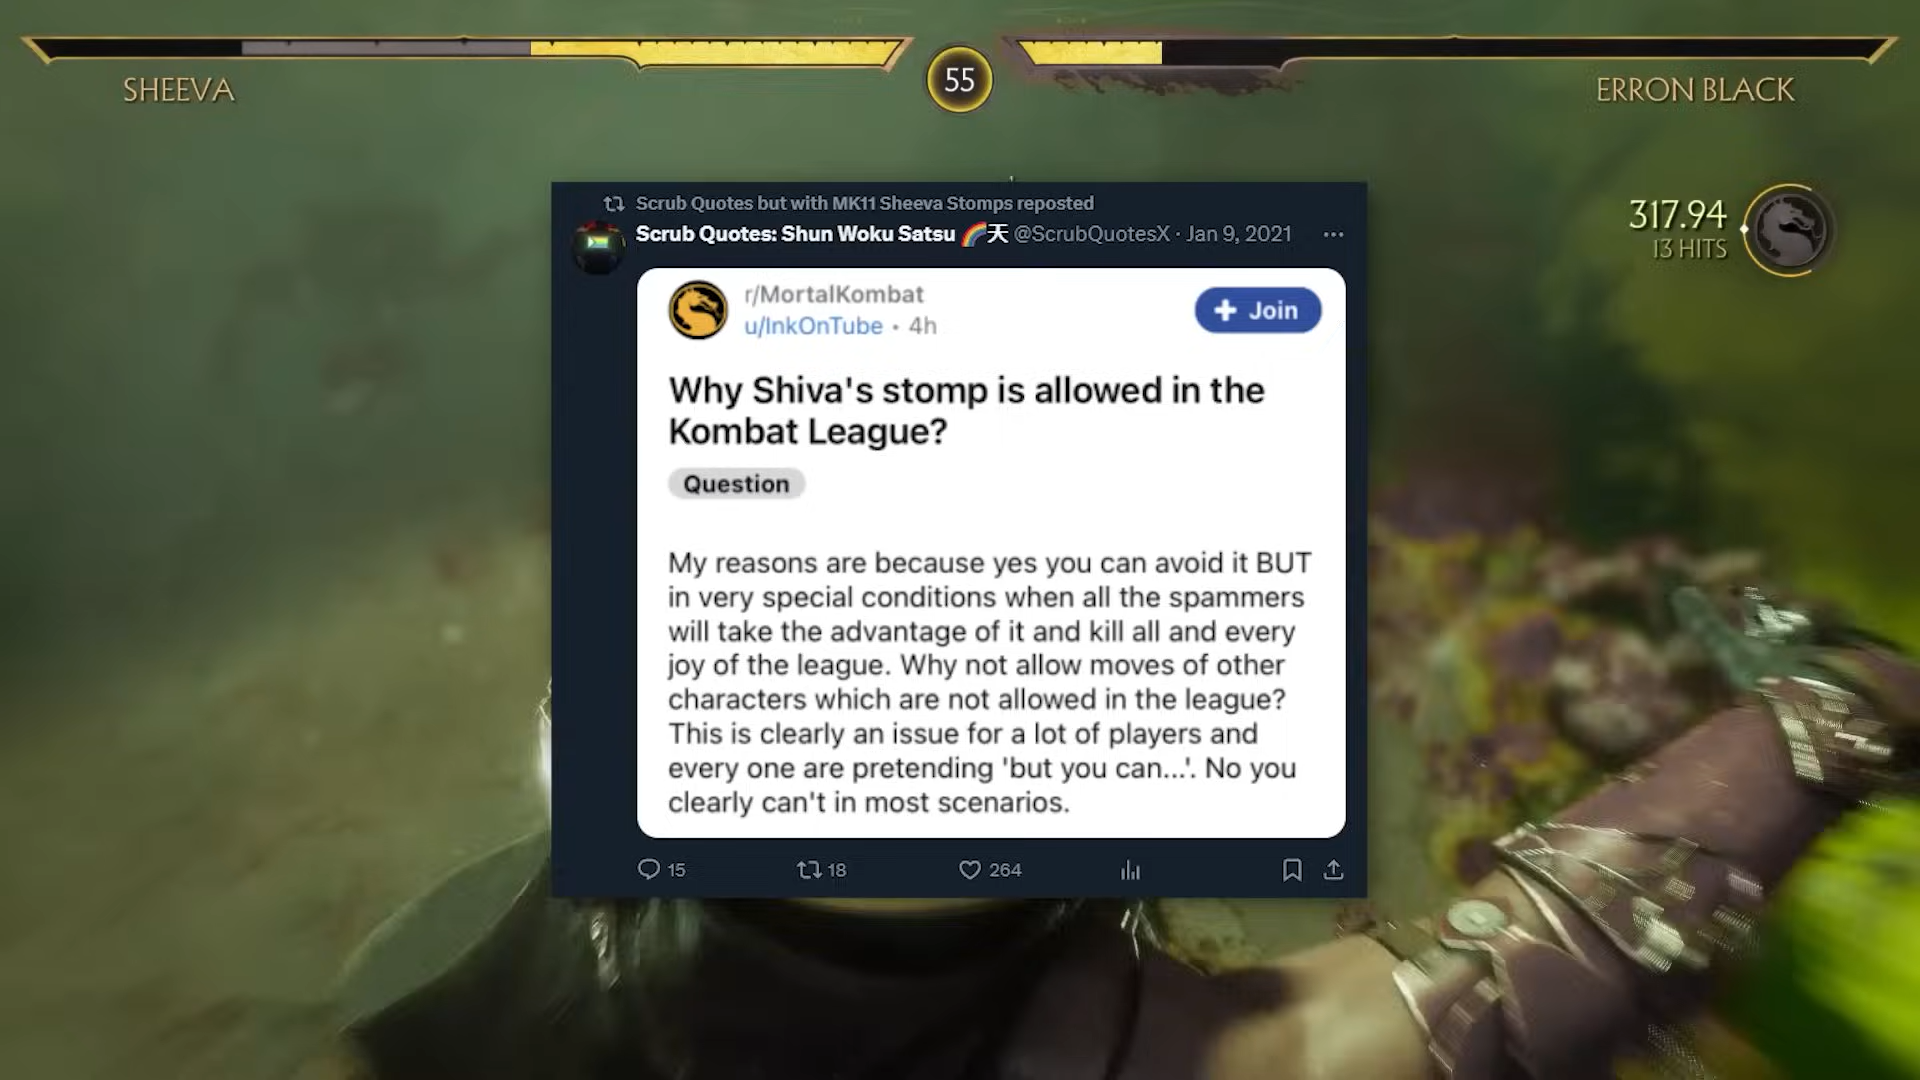 SHEEVA
55
ERRON BLACK
317.94
13 HITS
Scrub Quotes but with MK11 Sheeva Stomps reposted
Scrub Quotes: Shun Woku Satsu 🌈天 @ScrubQuotesX · Jan 9, 2021
r/MortalKombat
u/InkOnTube • 4h
Join
Why Shiva's stomp is allowed in the
Kombat League?
Question
My reasons are because yes you can avoid it BUT
in very special conditions when all the spammers
will take the advantage of it and kill all and every
joy of the league. Why not allow moves of other
characters which are not allowed in the league?
This is clearly an issue for a lot of players and
every one are pretending 'but you can...'. No you
clearly can't in most scenarios.
15
18
264